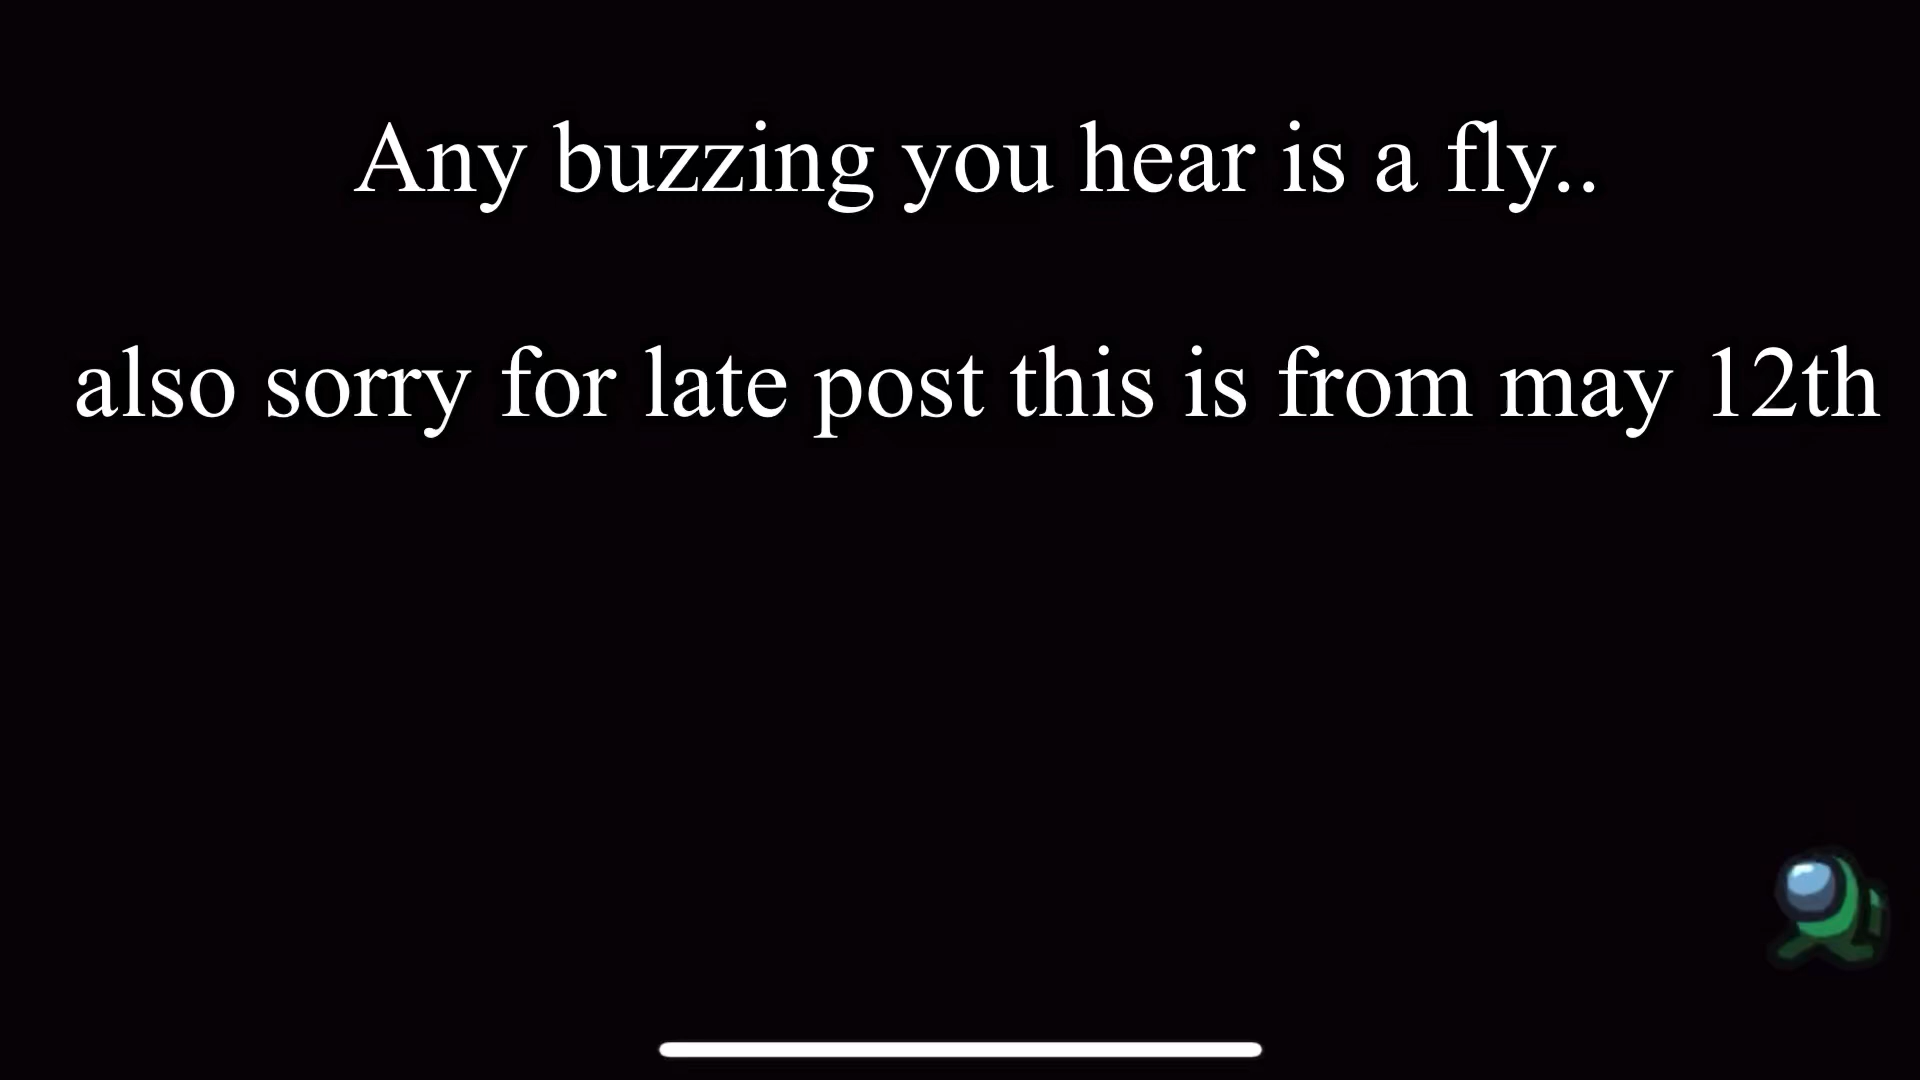 Any buzzing you hear is a fly..
also sorry for late post this is from may 12th